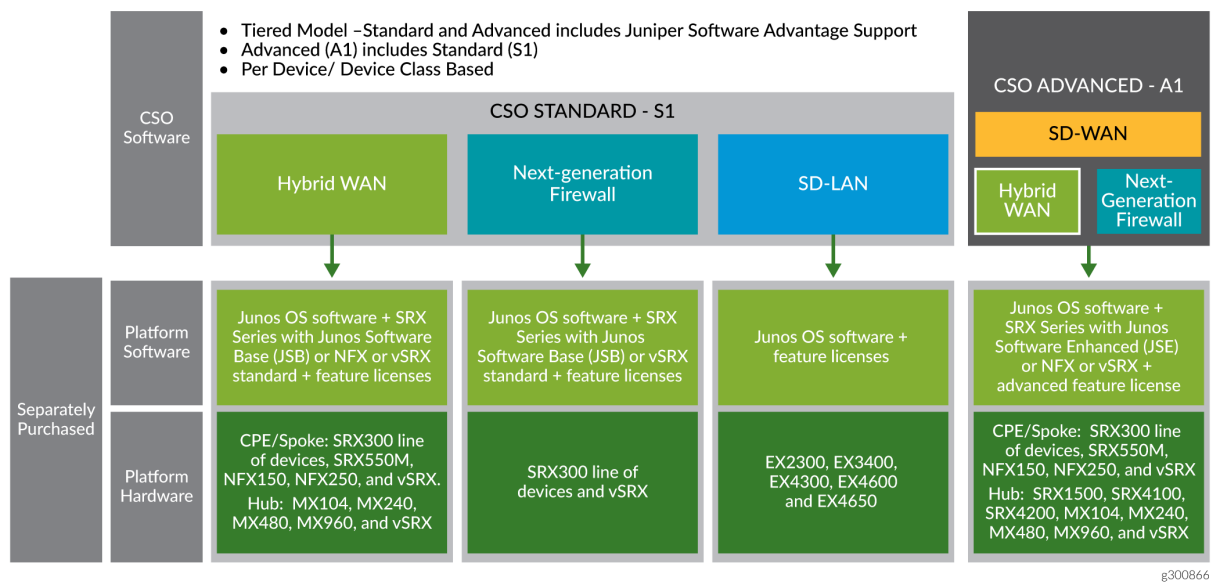 • Tiered Model –Standard and Advanced includes Juniper Software Advantage Support
• Advanced (A1) includes Standard (S1)
• Per Device/ Device Class Based
CSO
Software
CSO STANDARD - S1
Hybrid WAN
Next-generation
Firewall
SD-LAN
CSO ADVANCED - A1
SD-WAN
Hybrid
WAN
Next-
Generation
Firewall
Separately
Purchased
Platform
Software
Junos OS software + SRX
Series with Junos Software
Base (JSB) or NFX or vSRX
standard + feature licenses
Junos OS software + SRX
Series with Junos
Software Base (JSB) or vSRX
standard + feature licenses
Junos OS software +
feature licenses
Junos OS software +
SRX Series with Junos
Software Enhanced (JSE)
or NFX or vSRX +
advanced feature license
Platform
Hardware
CPE/Spoke: SRX300 line
of devices, SRX550M,
NFX150, NFX250, and vSRX.
Hub: MX104, MX240,
MX480, MX960, and vSRX
SRX300 line of
devices and vSRX
EX2300, EX3400,
EX4300, EX4600
and EX4650
CPE/Spoke: SRX300 line
of devices, SRX550M,
NFX150, NFX250, and vSRX
Hub: SRX1500, SRX4100,
SRX4200, MX104, MX240,
MX480, MX960, and vSRX
g300866